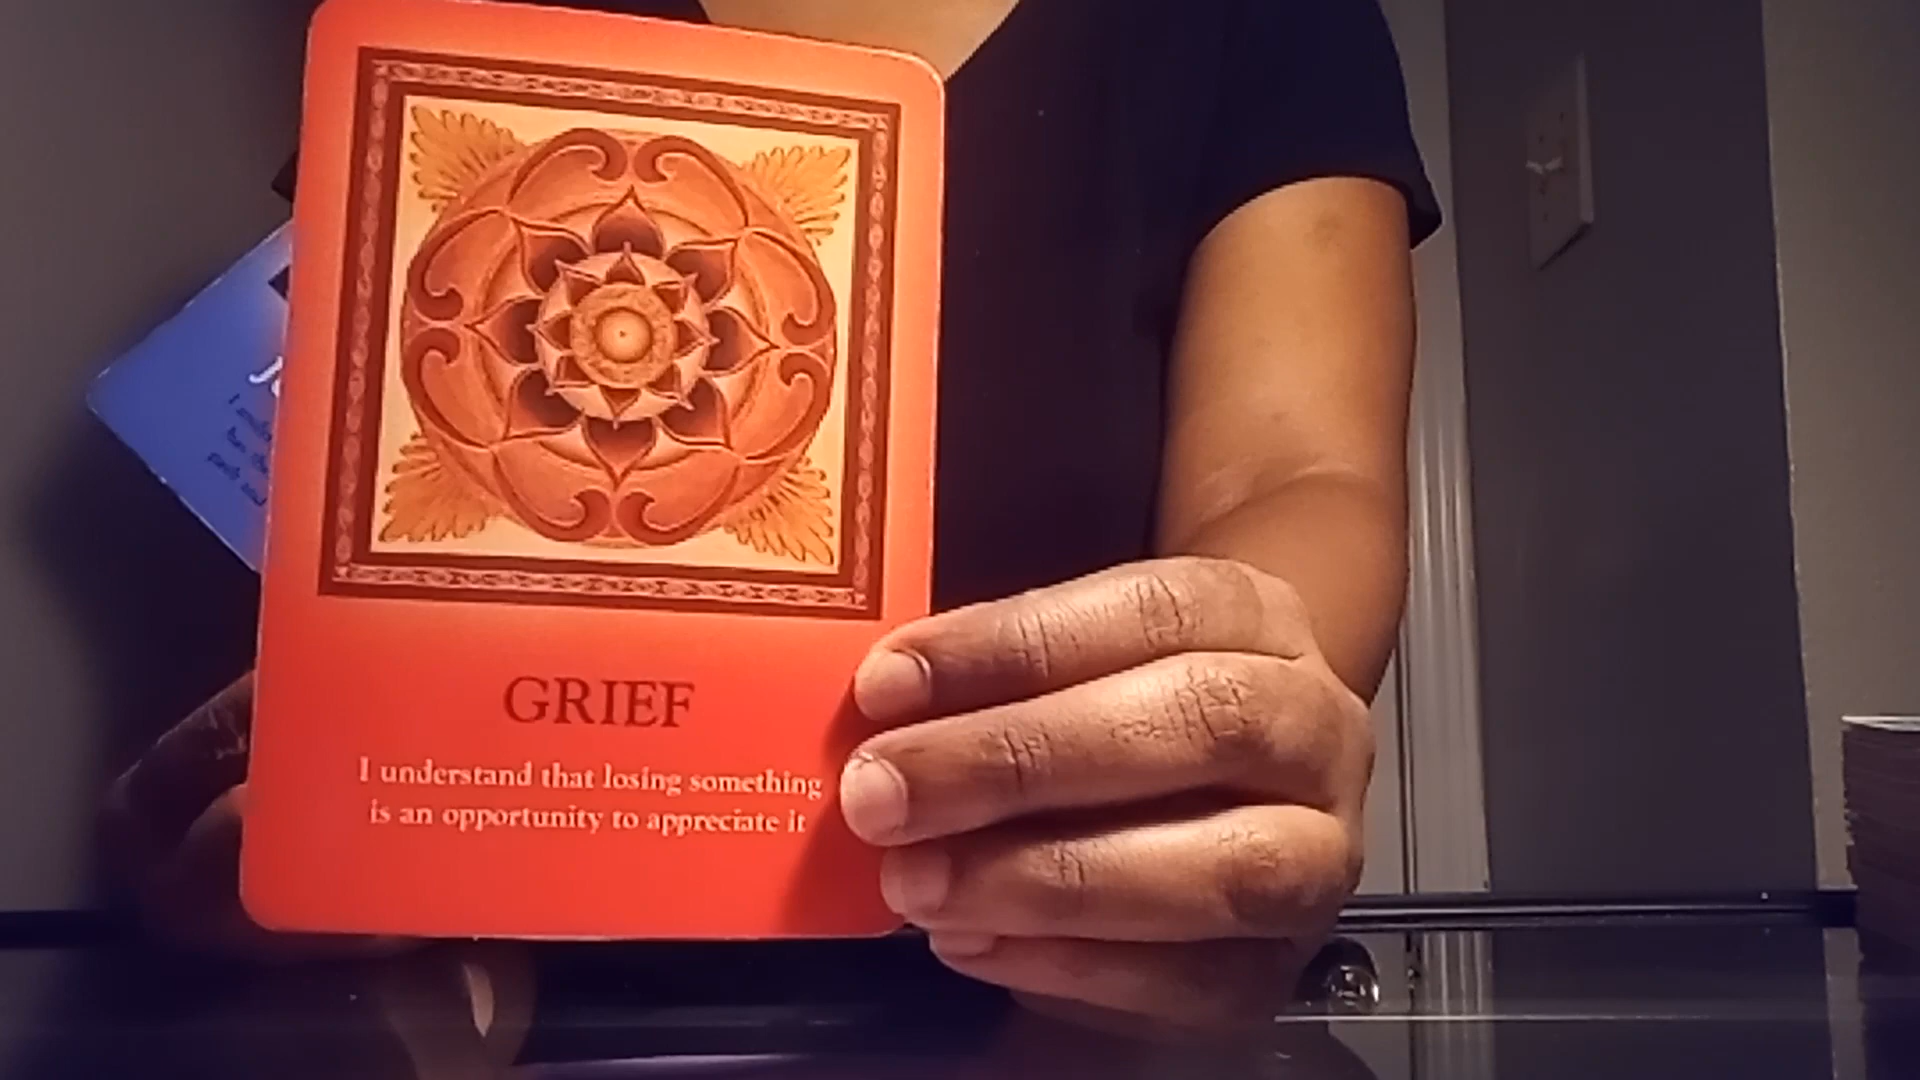 GRIEF
I understand that losing something
is an opportunity to appreciate it